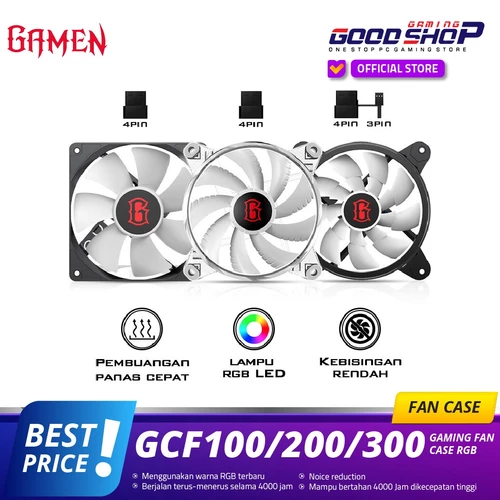 GAMEN
GAMING
GOODSHOP
ONE STOP PC GAMING STORE
OFFICIAL STORE
4PIN
4PIN
4PIN 3PIN
G
G
G
PEMBUANGAN
PANAS CEPAT
LAMPU
RGB LED
KEBISINGAN
RENDAH
FAN CASE
BEST
PRICE!
GCF100/200/300
GAMING FAN
CASE RGB
Menggunakan warna RGB terbaru
Noice reduction
Berjalan terus-menerus selama 4000 jam
Mampu bertahan 4000 Jam dikecepatan tinggi